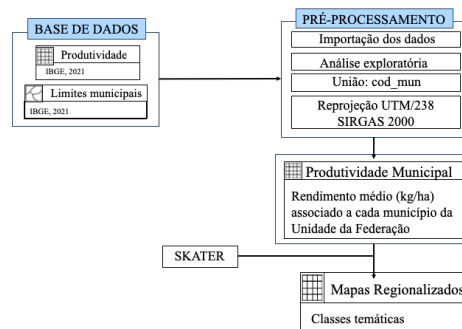 BASE DE DADOS
Produtividade
IBGE, 2021
Limites municipais
IBGE, 2021
PRÉ-PROCESSAMENTO
Importação dos dados
Análise exploratória
União: cod_mun
Reprojeção UTM/238
SIRGAS 2000
Produtividade Municipal
Rendimento médio (kg/ha)
associado a cada município da
Unidade da Federação
SKATER
Mapas Regionalizados
Classes temáticas